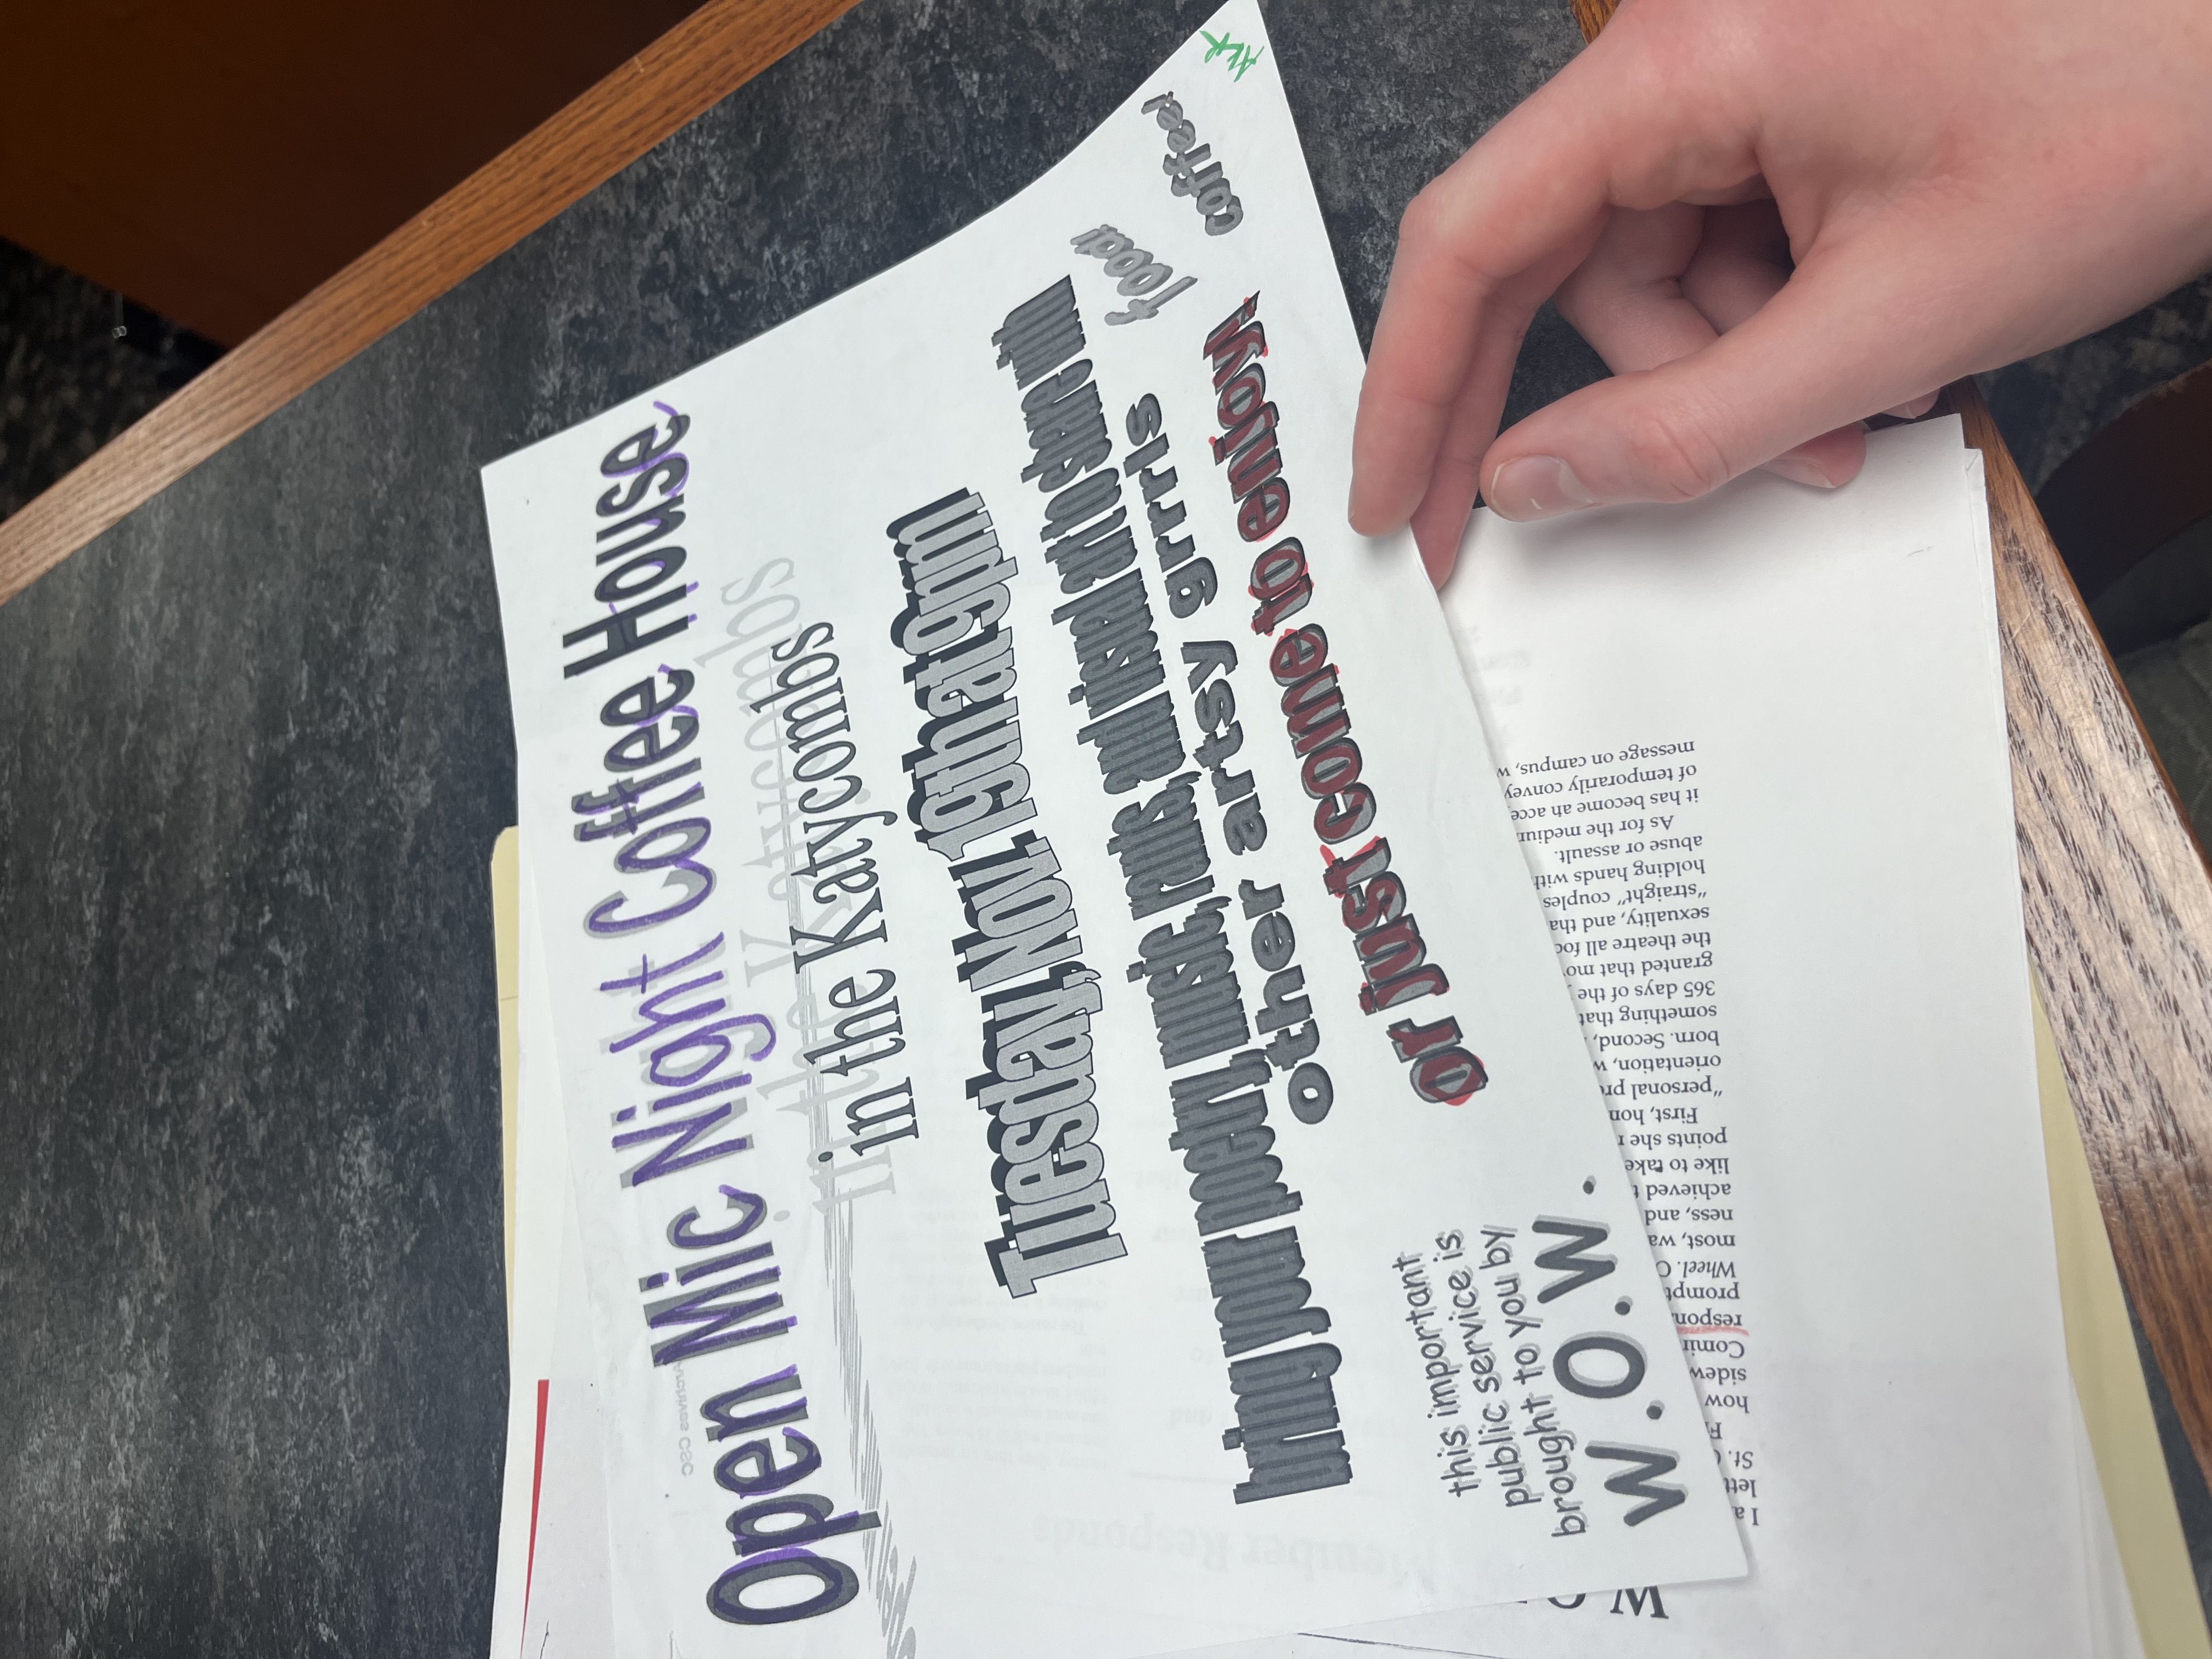 Open Mic Night Coffee House
in the Katycombs
Tuesday, Nov. 19th at 9pm
bring your poetry, music, rants, and visual art to share with
other artsy grrrls
or just come to enjoy!
food!
coffee!
AKR
this important
public service is
brought to you by
W.O.W.
Archives CSC
Member Responds
I a
lett
St.
F
how
sidew
Comin
respon
prompt
Wheel. C
most, wa
ness, and
achieved t
like to take
points she
First, hon
"personal pr
orientation, w
born. Second,
something that
365 days of the
granted that mo
the theatre all foc
sexuality, and tha
"straight" couples
holding hands with
abuse or assault.
As for the medium
it has become ah acce
of temporarily convey
message on campus, w